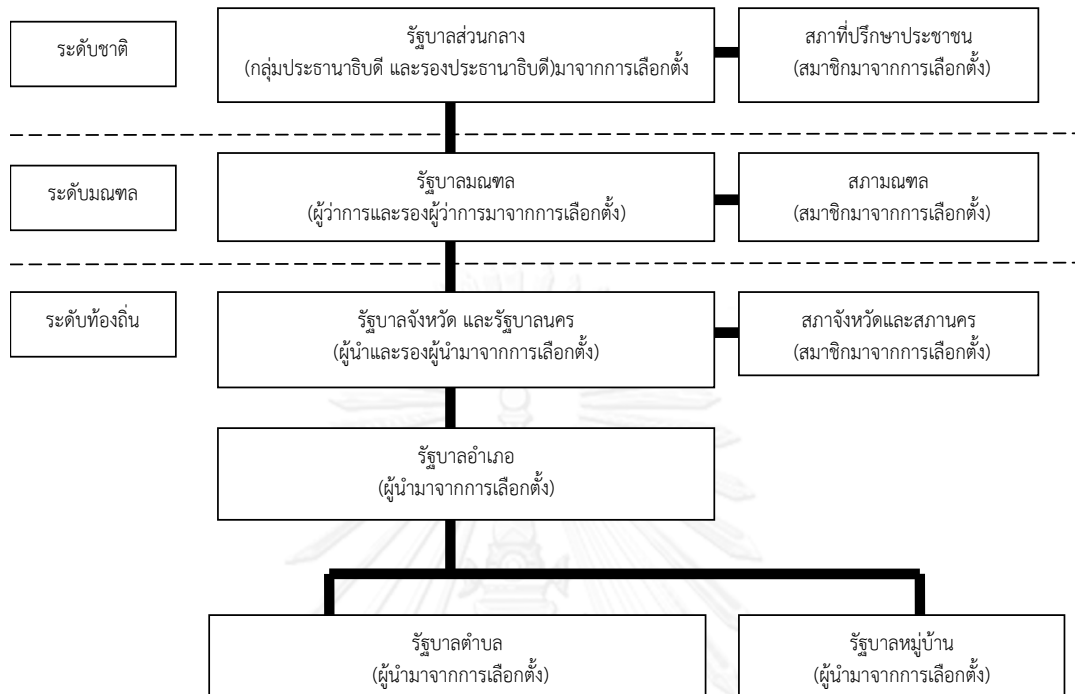 ระดับชาติ
รัฐบาลส่วนกลาง
(กลุ่มประธานาธิบดี และรองประธานาธิบดี)มาจากการเลือกตั้ง
สภาที่ปรึกษาประชาชน
(สมาชิกมาจากการเลือกตั้ง)
ระดับมณฑล
รัฐบาลมณฑล
(ผู้ว่าการและรองผู้ว่าการมาจากการเลือกตั้ง)
สภามณฑล
(สมาชิกมาจากการเลือกตั้ง)
ระดับท้องถิ่น
รัฐบาลจังหวัด และรัฐบาลนคร
(ผู้นำและรองผู้นำมาจากการเลือกตั้ง)
สภาจังหวัดและสภานคร
(สมาชิกมาจากการเลือกตั้ง)
รัฐบาลอำเภอ
(ผู้นำมาจากการเลือกตั้ง)
รัฐบาลตำบล
(ผู้นำมาจากการเลือกตั้ง)
รัฐบาลหมู่บ้าน
(ผู้นำมาจากการเลือกตั้ง)